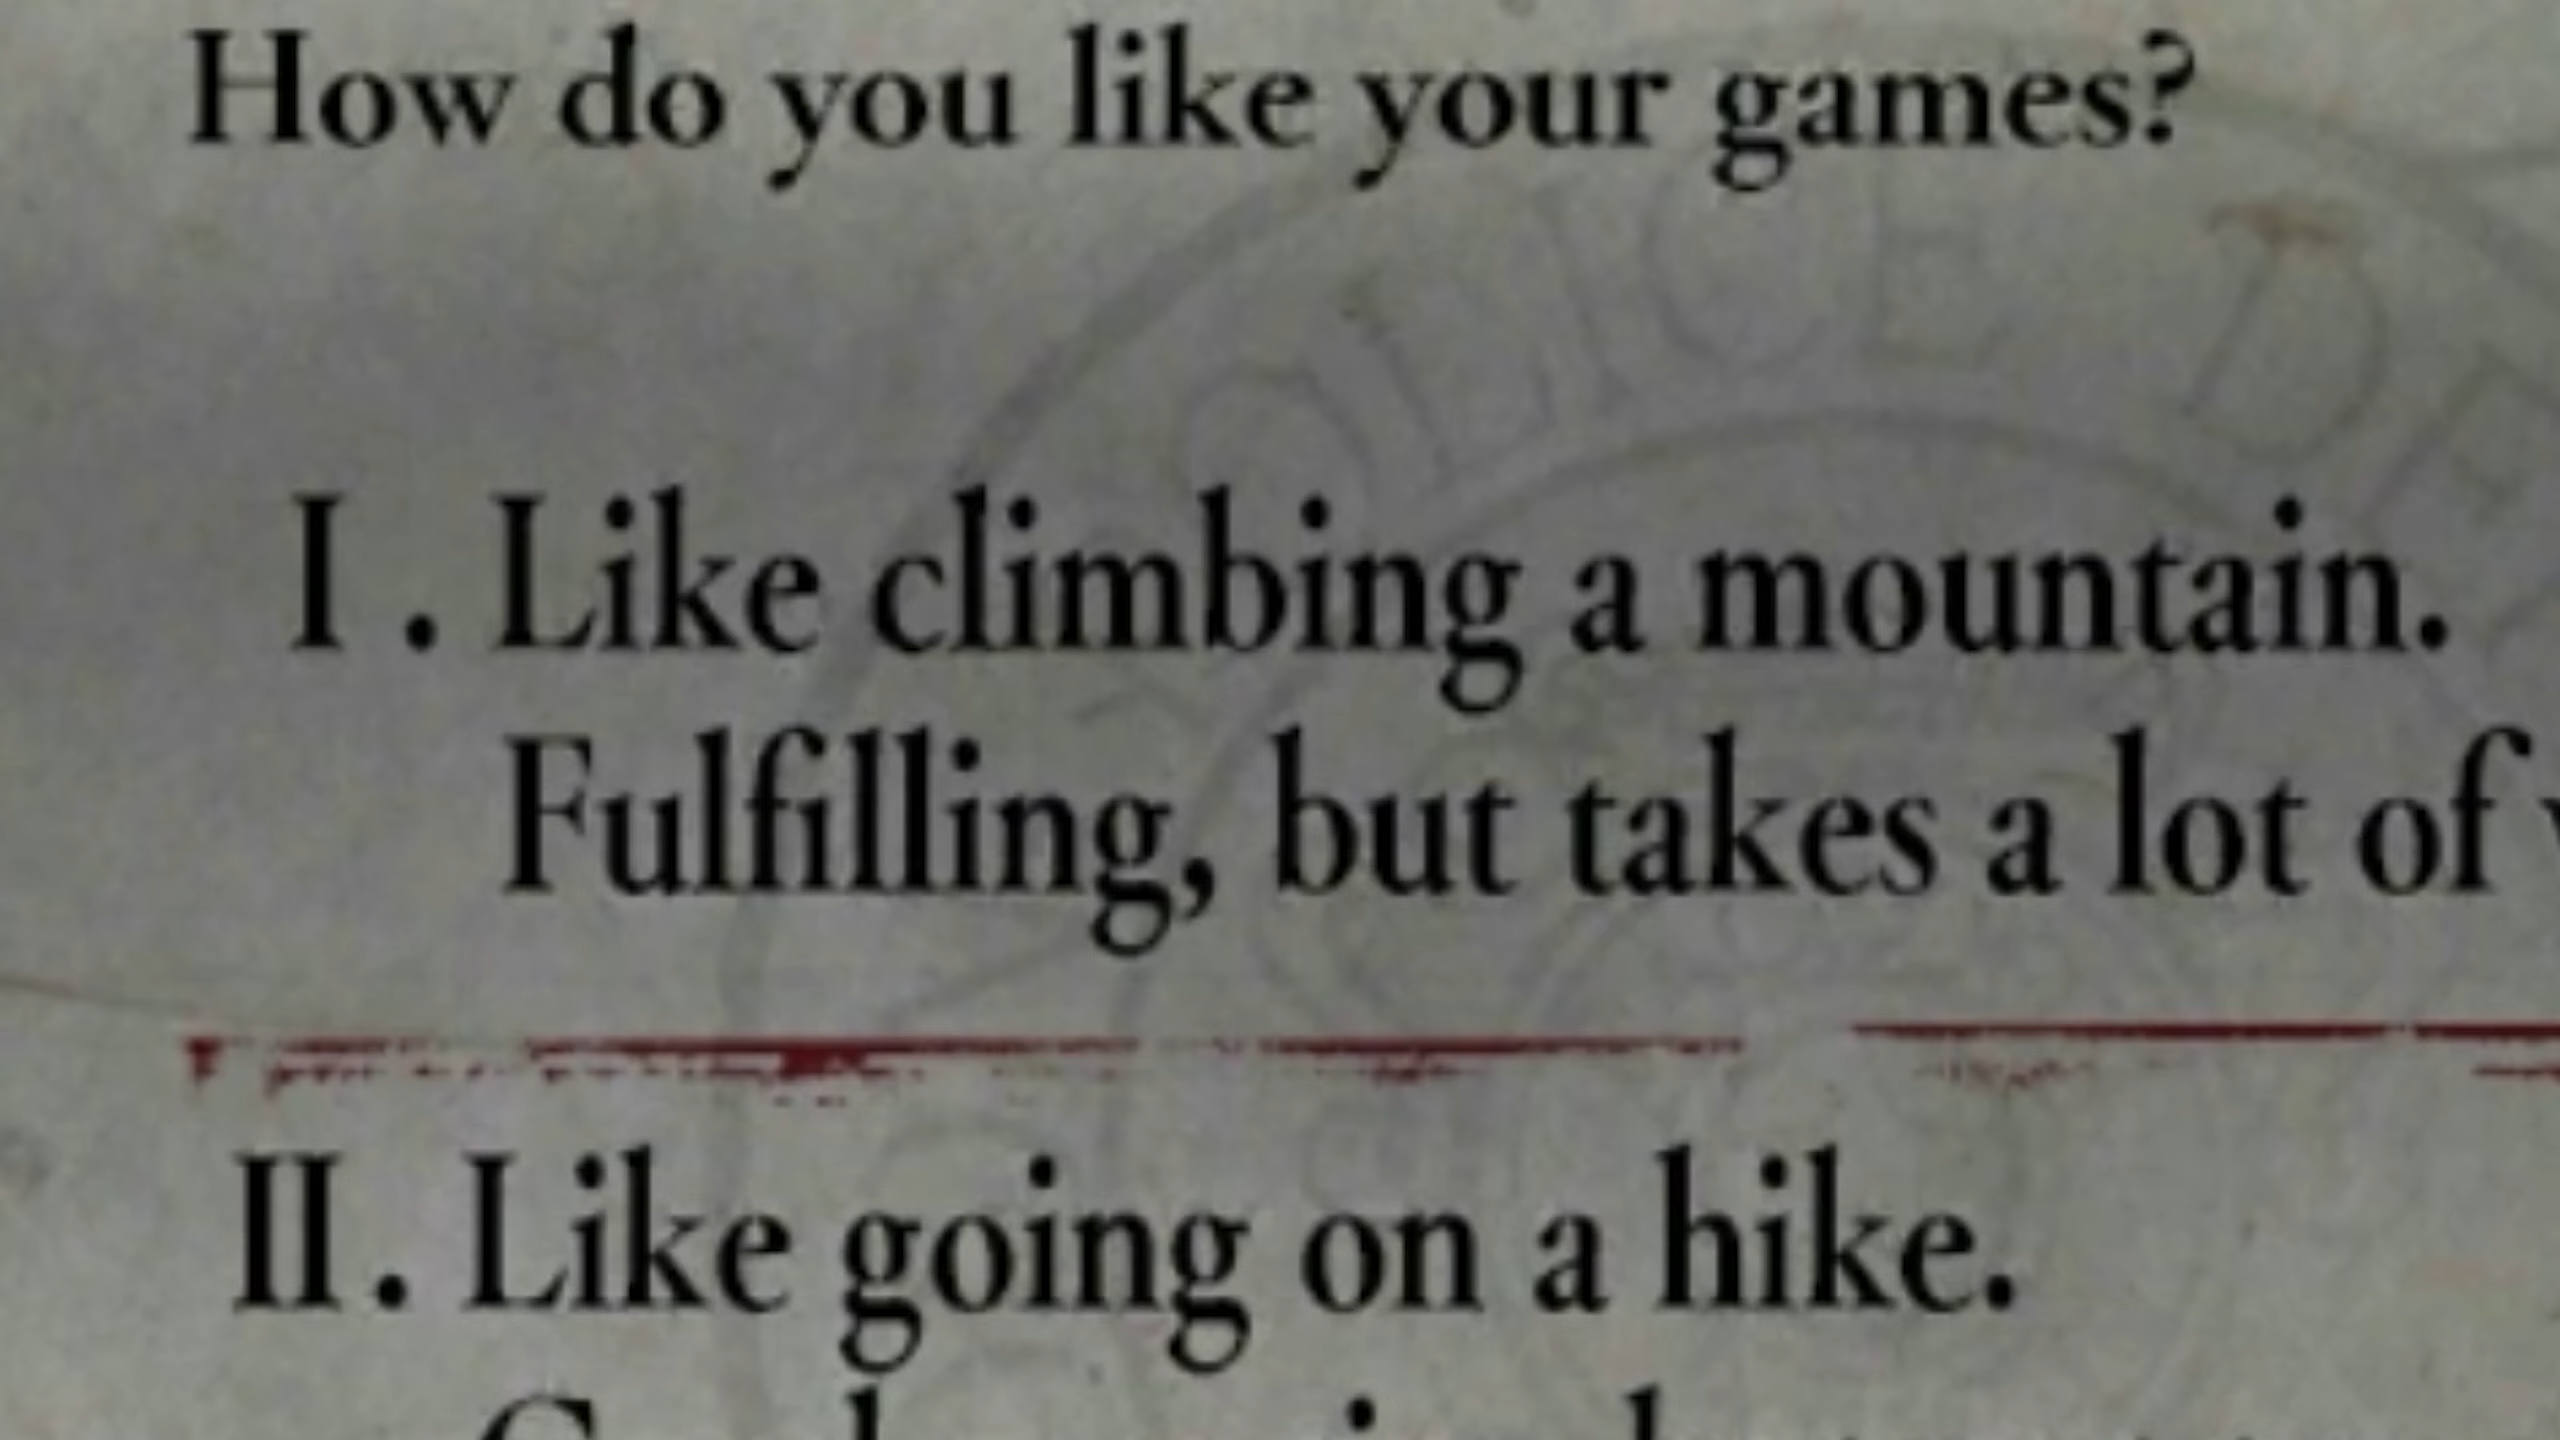 How do you like your games?
I . Like climbing a mountain.
Fulfilling, but takes a lot of
II. Like going on a hike.